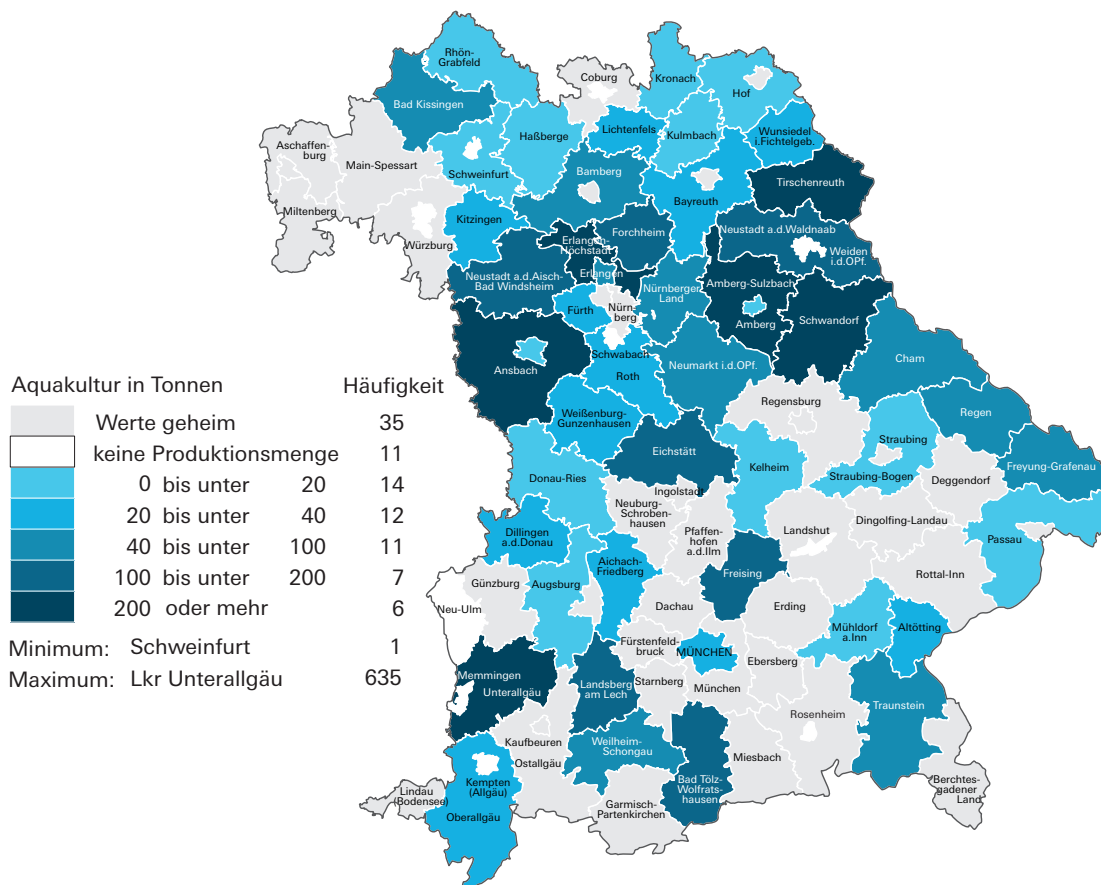 Rhön-
Grabfeld
Coburg
Kronach
Hof
Bad Kissingen
Lichtenfels
Kulmbach
Wunsiedel
i.Fichtelgeb.
Haßberge
Aschaffen-
burg
Main-Spessart
Schweinfurt
Bamberg
Tirschenreuth
Bayreuth
Miltenberg
Kitzingen
Würzburg
Erlangen-
Höchstadt
Forchheim
Neustadt a.d.Waldnaab
Weiden
i.d.OPf.
Neustadt a.d.Aisch-
Bad Windsheim
Erlangen
Nürnberger
Land
Amberg-Sulzbach
Fürth
Nürn-
berg
Amberg
Schwandorf
Ansbach
Schwabach
Roth
Neumarkt i.d.OPf.
Cham
Aquakultur in Tonnen Häufigkeit
Werte geheim 35
keine Produktionsmenge 11
0 bis unter 20 14
20 bis unter 40 12
40 bis unter 100 11
100 bis unter 200 7
200 oder mehr 6
Minimum: Schweinfurt 1
Maximum: Lkr Unterallgäu 635
Regensburg
Weißenburg-
Gunzenhausen
Regen
Straubing
Eichstätt
Kelheim
Freyung-Grafenau
Donau-Ries
Straubing-Bogen
Deggendorf
Ingolstadt
Neuburg-
Schroben-
hausen
Pfaffen-
hofen
a.d.Ilm
Landshut
Dingolfing-Landau
Dillingen
a.d.Donau
Passau
Aichach-
Friedberg
Freising
Rottal-Inn
Günzburg
Augsburg
Neu-Ulm
Dachau
Erding
Mühldorf
a.Inn
Altötting
Fürstenfeld-
bruck
MÜNCHEN
Ebersberg
Memmingen
Unterallgäu
Landsberg
am Lech
Starnberg
München
Rosenheim
Traunstein
Kaufbeuren
Ostallgäu
Weilheim-
Schongau
Miesbach
Kempten
(Allgäu)
Bad Tölz-
Wolfrats-
hausen
Berchtes-
gadener
Land
Lindau
(Bodensee)
Oberallgäu
Garmisch-
Partenkirchen